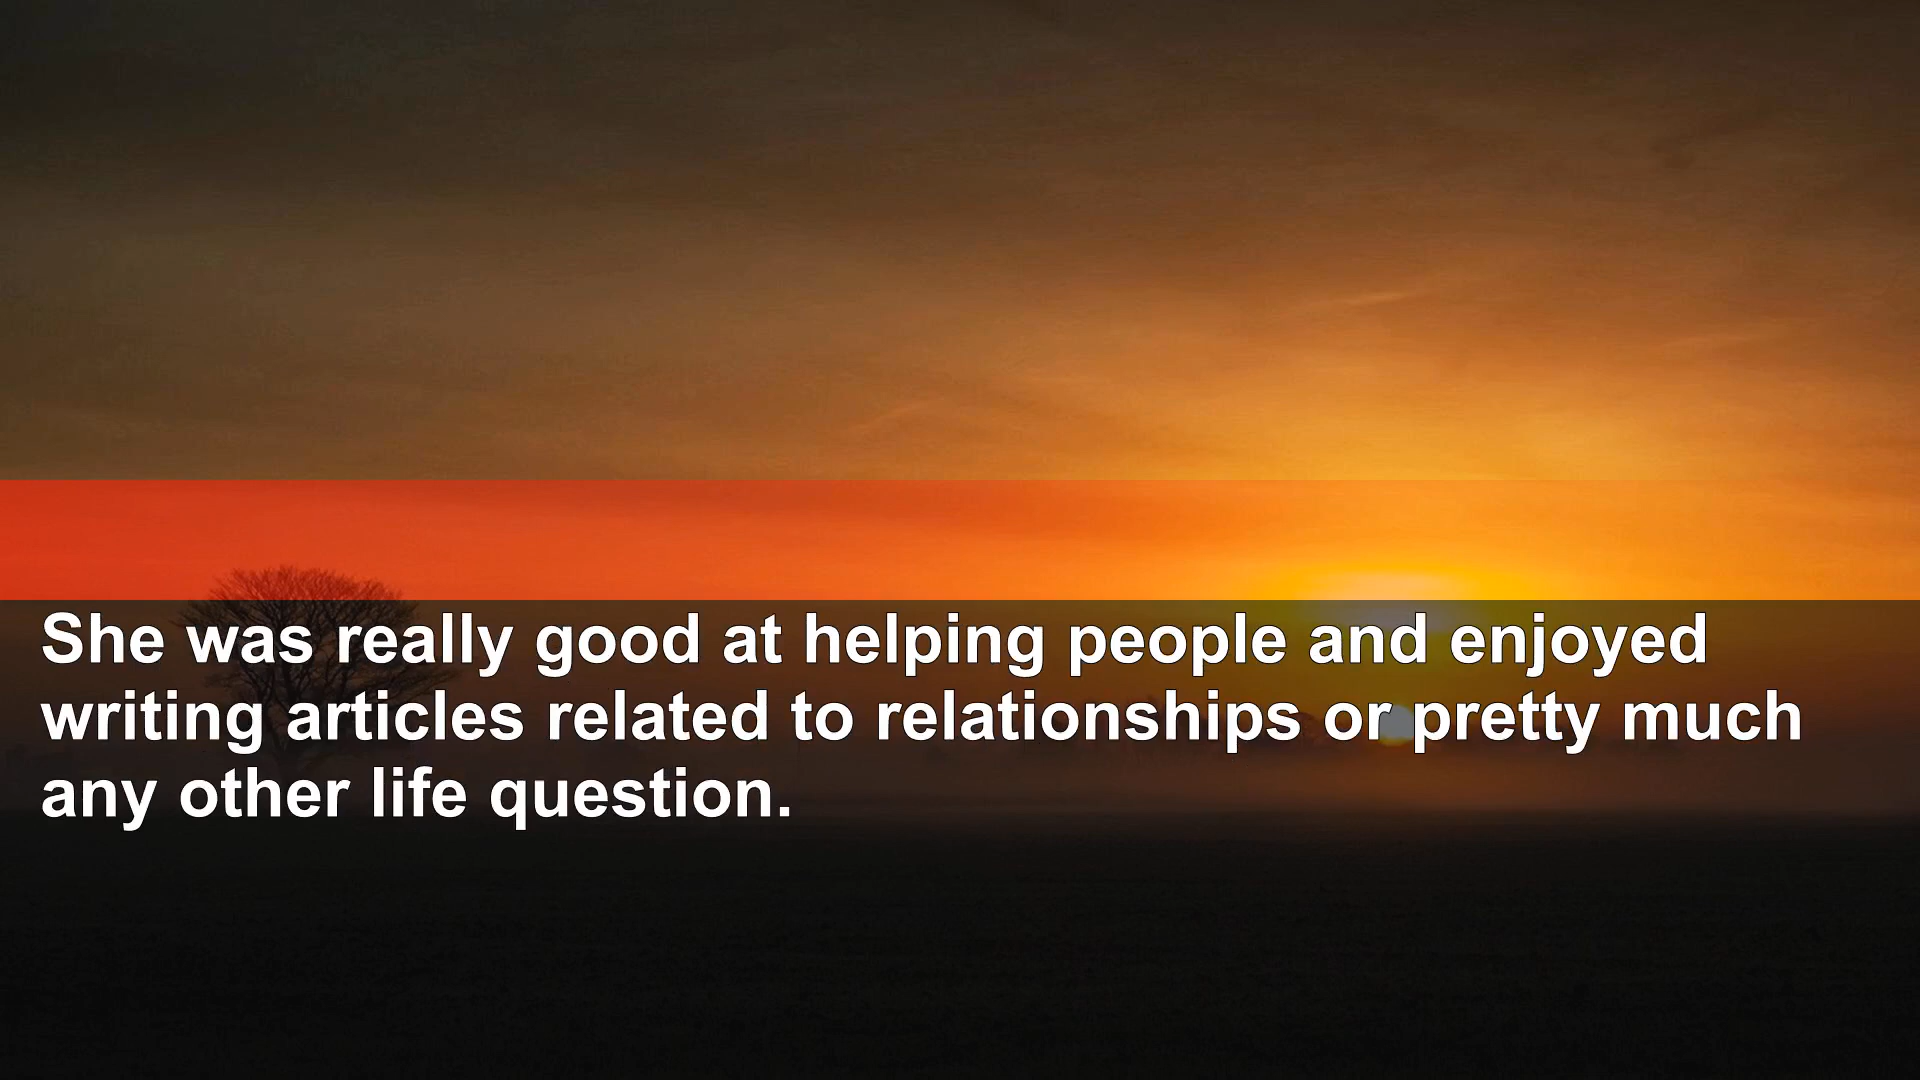 She was really good at helping people and enjoyed
writing articles related to relationships or pretty much
any other life question.